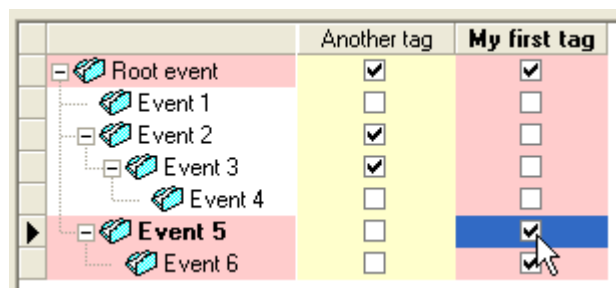 Another tag My first tag
Root event
Event 1
Event 2
Event 3
Event 4
Event 5
Event 6